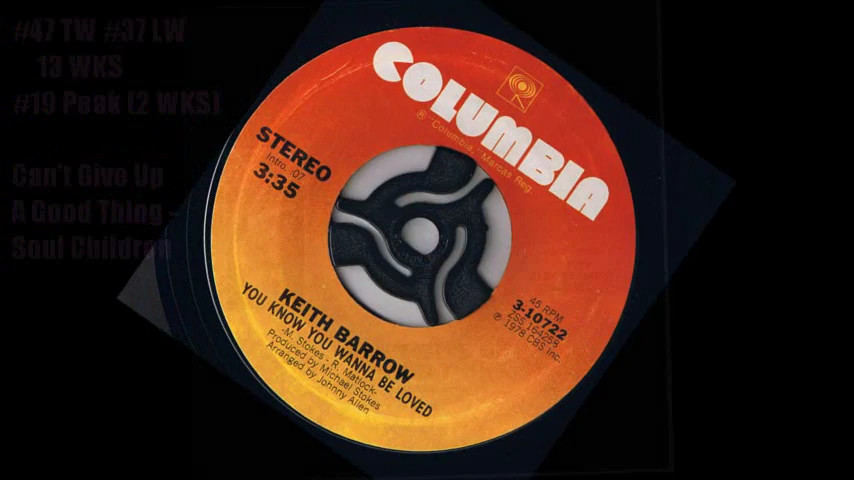 #47 TW #37 LW
13 WKS
#19 Peak (2 WKS)
Can't Give Up
A Good Thing -
Soul Children
COLUMBIA
® "Columbia," Marcas Reg.
STEREO
Intro. :07
3:35
45 RPM
3-10722
ZSS 164258
℗ 1978 CBS Inc.
KEITH BARROW
YOU KNOW YOU WANNA BE LOVED
-M. Stokes - R. Matlock-
Produced by Michael Stokes
Arranged by Johnny Allen